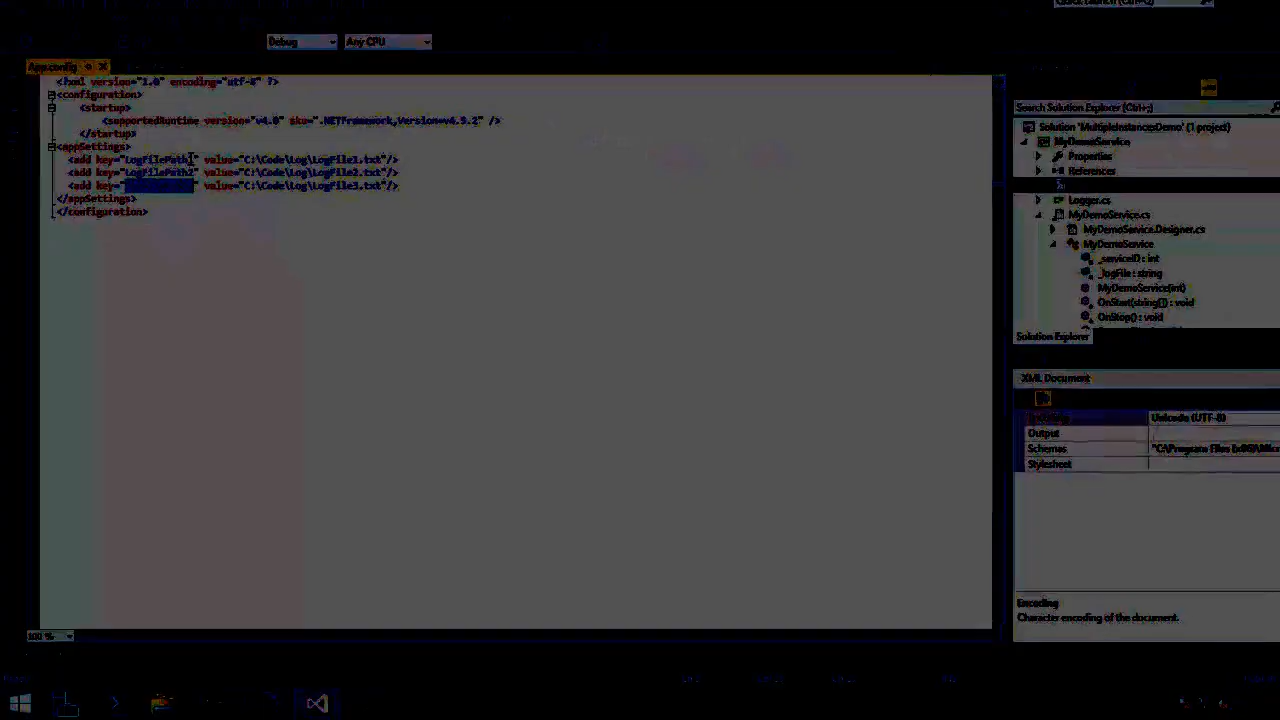 Debug Any CPU
App.config
<?xml version="1.0" encoding="utf-8" ?>
<configuration>
<startup>
<supportedRuntime version="v4.0" sku=".NETFramework,Version=v4.5.2" />
</startup>
<appSettings>
<add key="LogFilePath1" value="C:\Code\Log\LogFile1.txt"/>
<add key="LogFilePath2" value="C:\Code\Log\LogFile2.txt"/>
<add key=" " value="C:\Code\Log\LogFile3.txt"/>
</appSettings>
</configuration>
100 %
Search Solution Explorer (Ctrl+;)
Solution 'MultipleInstancesDemo' (1 project)
MyDemoService
Properties
References
Logger.cs
MyDemoService.cs
MyDemoService.Designer.cs
MyDemoService
_serviceID : int
_logFile : string
MyDemoService(int)
OnStart(string[]) : void
OnStop() : void
Solution Explorer
XML Document
Unicode (UTF-8)
Output
Schemas "C:\Program Files
Stylesheet
Encoding
Character encoding of the document.